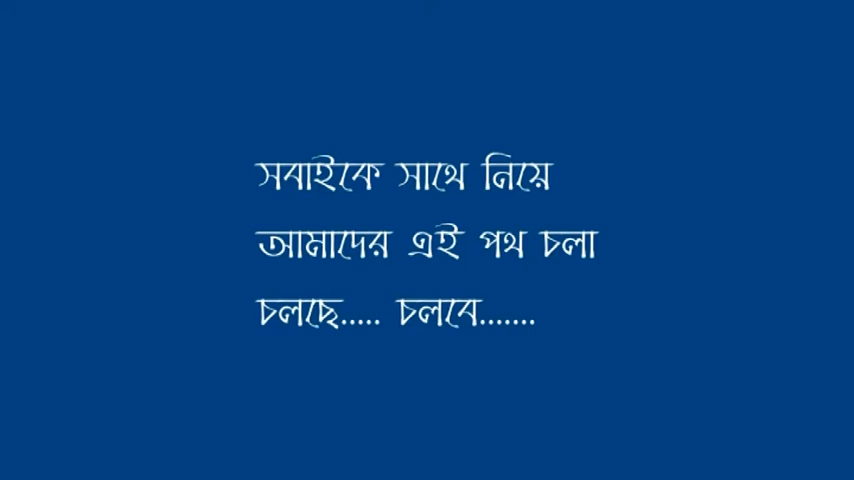 সবাইকে সাথে নিয়ে
আমাদের এই পথ চলা
চলছে..... চলবে.......